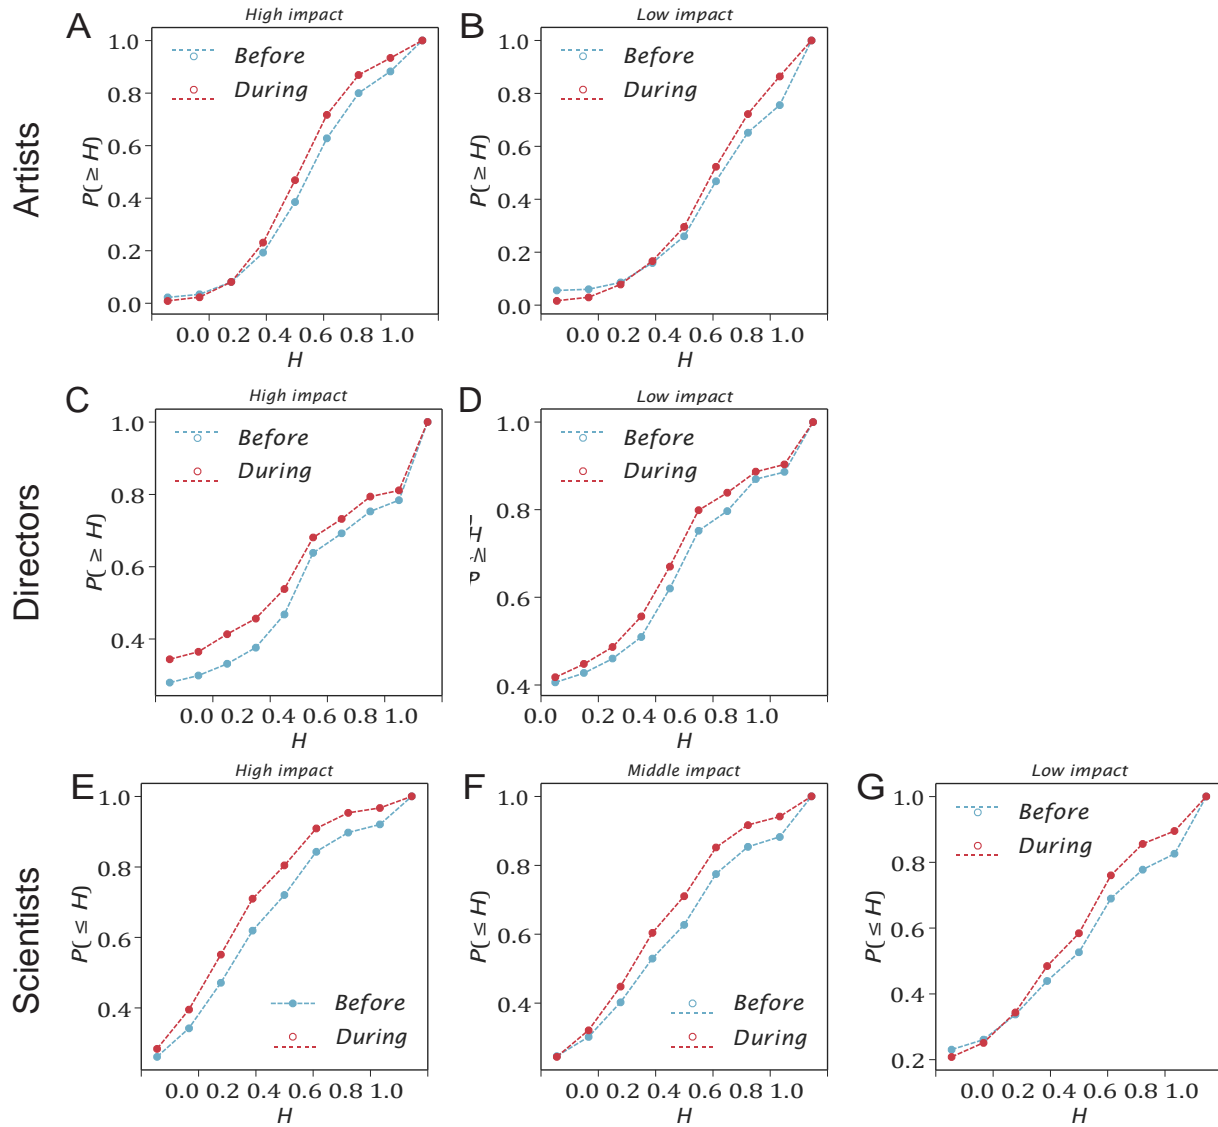 A
High impact
Before
During
1.0
0.8
0.6
0.4
0.2
0.0
P(≥ H)
0.0 0.2 0.4 0.6 0.8 1.0
H
B
Low impact
Before
During
1.0
0.8
0.6
0.4
0.2
0.0
P(≥ H)
0.0 0.2 0.4 0.6 0.8 1.0
H
Artists
C
High impact
Before
During
1.0
0.8
0.6
0.4
P(≥ H)
0.0 0.2 0.4 0.6 0.8 1.0
H
D
Low impact
Before
During
1.0
0.8
0.6
0.4
H
P
0.0 0.2 0.4 0.6 0.8 1.0
H
Directors
E
High impact
Before
During
1.0
0.8
0.6
0.4
P(≤ H)
0.0 0.2 0.4 0.6 0.8 1.0
H
F
Middle impact
Before
During
1.0
0.8
0.6
0.4
P(≤ H)
0.0 0.2 0.4 0.6 0.8 1.0
H
G
Low impact
Before
During
1.0
0.8
0.6
0.4
0.2
P(≤ H)
0.0 0.2 0.4 0.6 0.8 1.0
H
Scientists